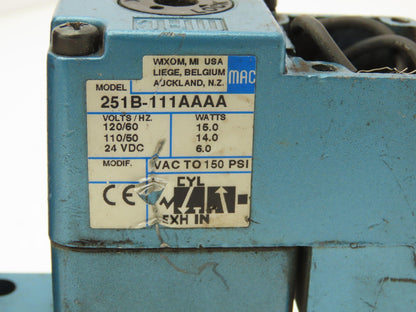 WIXOM, MI USA
LIEGE, BELGIUM
AUCKLAND, N.Z.
MAC
MODEL
251B-111AAAA
VOLTS/HZ. WATTS
120/60 15.0
110/50 14.0
24 VDC 6.0
MODIF. VAC TO 150 PSI
CE CYL
EXH IN